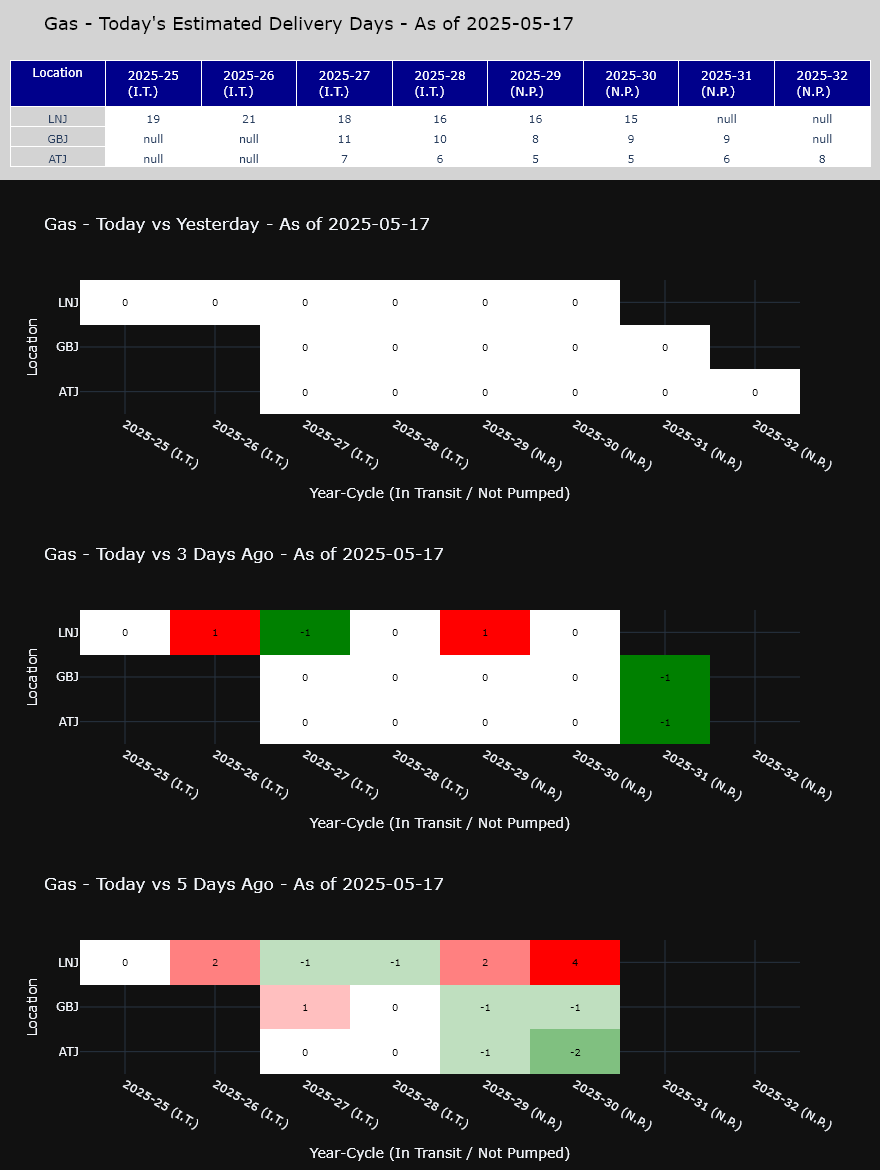 Gas - Today's Estimated Delivery Days - As of 2025-05-17
Location 2025-25 (I.T.) 2025-26 (I.T.) 2025-27 (I.T.) 2025-28 (I.T.) 2025-29 (N.P.) 2025-30 (N.P.) 2025-31 (N.P.) 2025-32 (N.P.)
LNJ 19 21 18 16 16 15 null null
GBJ null null 11 10 8 9 9 null
ATJ null null 7 6 5 5 6 8
Gas - Today vs Yesterday - As of 2025-05-17
Location
LNJ 0 0 0 0 0 0
GBJ 0 0 0 0 0
ATJ 0 0 0 0 0 0
2025-25 (I.T.) 2025-26 (I.T.) 2025-27 (I.T.) 2025-28 (I.T.) 2025-29 (N.P.) 2025-30 (N.P.) 2025-31 (N.P.) 2025-32 (N.P.)
Year-Cycle (In Transit / Not Pumped)
Gas - Today vs 3 Days Ago - As of 2025-05-17
Location
LNJ 0 1 -1 0 1 0
GBJ 0 0 0 0 -1
ATJ 0 0 0 0 -1
2025-25 (I.T.) 2025-26 (I.T.) 2025-27 (I.T.) 2025-28 (I.T.) 2025-29 (N.P.) 2025-30 (N.P.) 2025-31 (N.P.) 2025-32 (N.P.)
Year-Cycle (In Transit / Not Pumped)
Gas - Today vs 5 Days Ago - As of 2025-05-17
Location
LNJ 0 2 -1 -1 2 4
GBJ 1 0 -1 -1
ATJ 0 0 -1 -2
2025-25 (I.T.) 2025-26 (I.T.) 2025-27 (I.T.) 2025-28 (I.T.) 2025-29 (N.P.) 2025-30 (N.P.) 2025-31 (N.P.) 2025-32 (N.P.)
Year-Cycle (In Transit / Not Pumped)